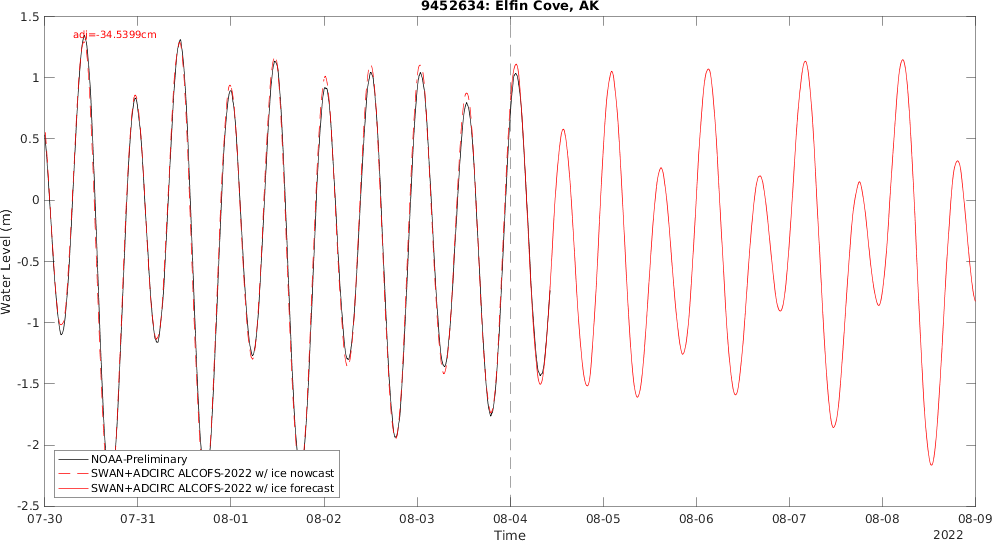 9452634: Elfin Cove, AK
adj=-34.5399cm
Water Level (m)
1.5
1
0.5
0
-0.5
-1
-1.5
-2
-2.5
NOAA-Preliminary
SWAN+ADCIRC ALCOFS-2022 w/ ice nowcast
SWAN+ADCIRC ALCOFS-2022 w/ ice forecast
07-30 07-31 08-01 08-02 08-03 08-04 08-05 08-06 08-07 08-08 08-09
Time
2022